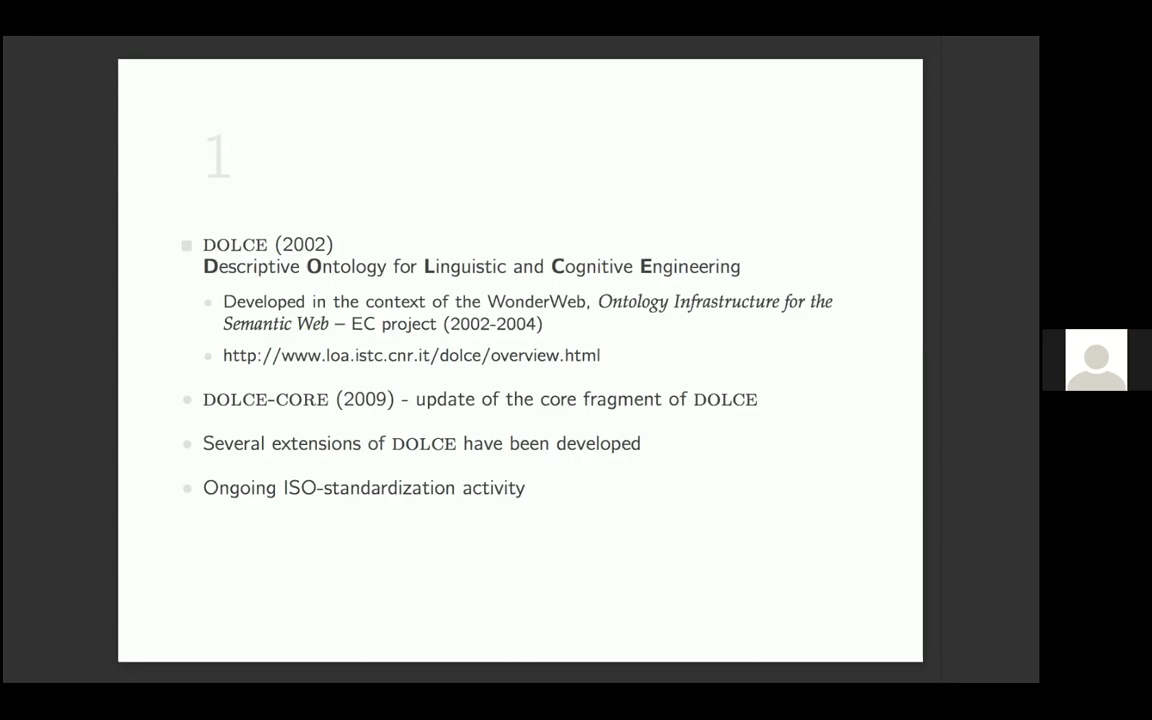 1
DOLCE (2002)
Descriptive Ontology for Linguistic and Cognitive Engineering
Developed in the context of the WonderWeb, Ontology Infrastructure for the
Semantic Web – EC project (2002-2004)
http://www.loa.istc.cnr.it/dolce/overview.html
DOLCE-CORE (2009) - update of the core fragment of DOLCE
Several extensions of DOLCE have been developed
Ongoing ISO-standardization activity